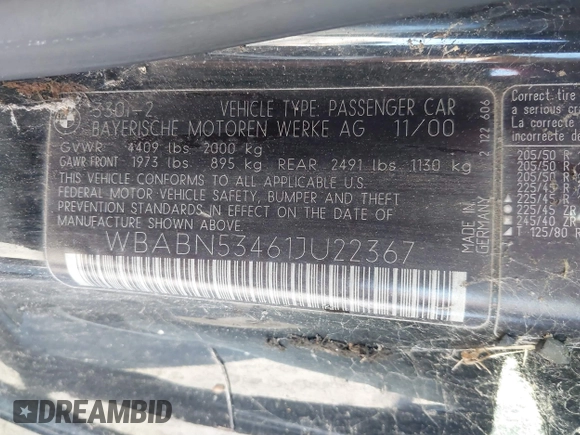 330I-2 VEHICLE TYPE: PASSENGER CAR
BAYERISCHE MOTOREN WERKE AG 11/00
GVWR: 4409 lbs 2000 kg
GAWR FRONT 1973 lbs 895 kg REAR 2491 lbs 1130 kg
THIS VEHICLE CONFORMS TO ALL APPLICABLE U.S.
FEDERAL MOTOR VEHICLE SAFETY, BUMPER AND THEFT
PREVENTION STANDARDS IN EFFECT ON THE DATE OF
MANUFACTURE SHOWN ABOVE.
WBABN53461JU22367
2 122 606
MADE IN
GERMANY
Correct tire
a serious cr
La correcte
incorrecte de
205/50 R
205/50 R
205/50 R
225/45
225/45 ZR
225/45 Z
245/40 ZR
T 125/80 R
DREAMBID